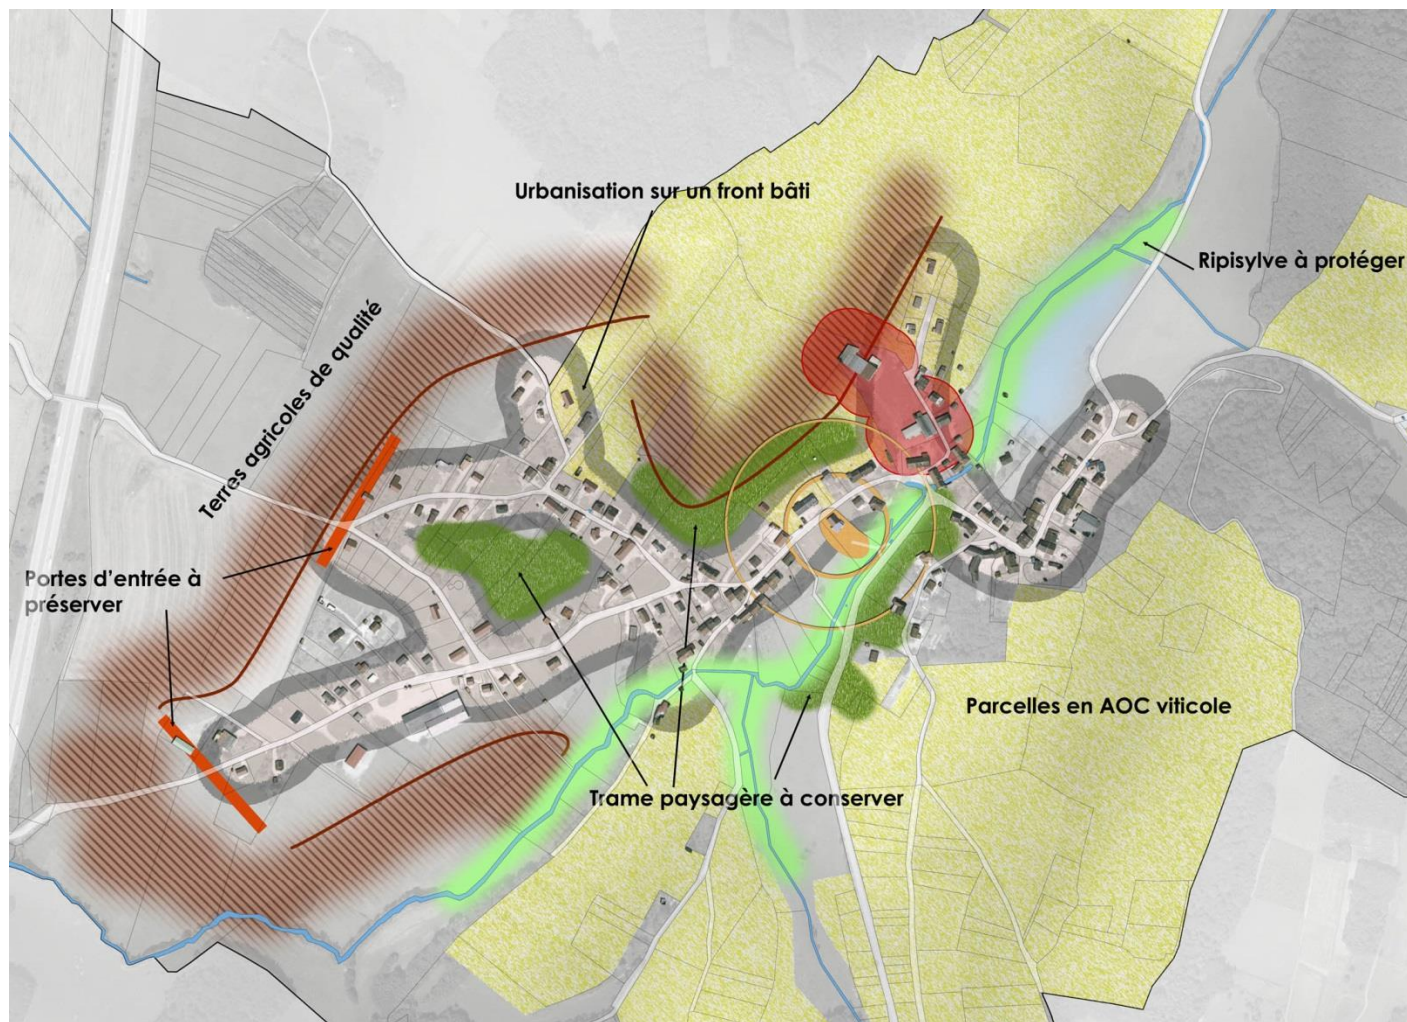 Urbanisation sur un front bâti
Ripisylve à protéger
Terres agricoles de qualité
Portes d'entrée à
préserver
Parcelles en AOC viticole
Trame paysagère à conserver